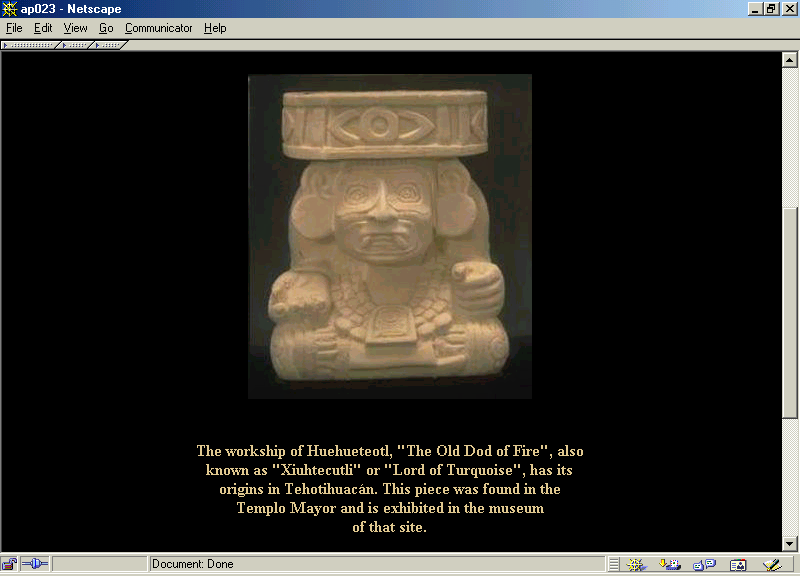 ap023 - Netscape
File Edit View Go Communicator Help
The workship of Huehueteotl, "The Old Dod of Fire", also
known as "Xiuhtecutli" or "Lord of Turquoise", has its
origins in Tehotihuacán. This piece was found in the
Templo Mayor and is exhibited in the museum
of that site.
Document: Done